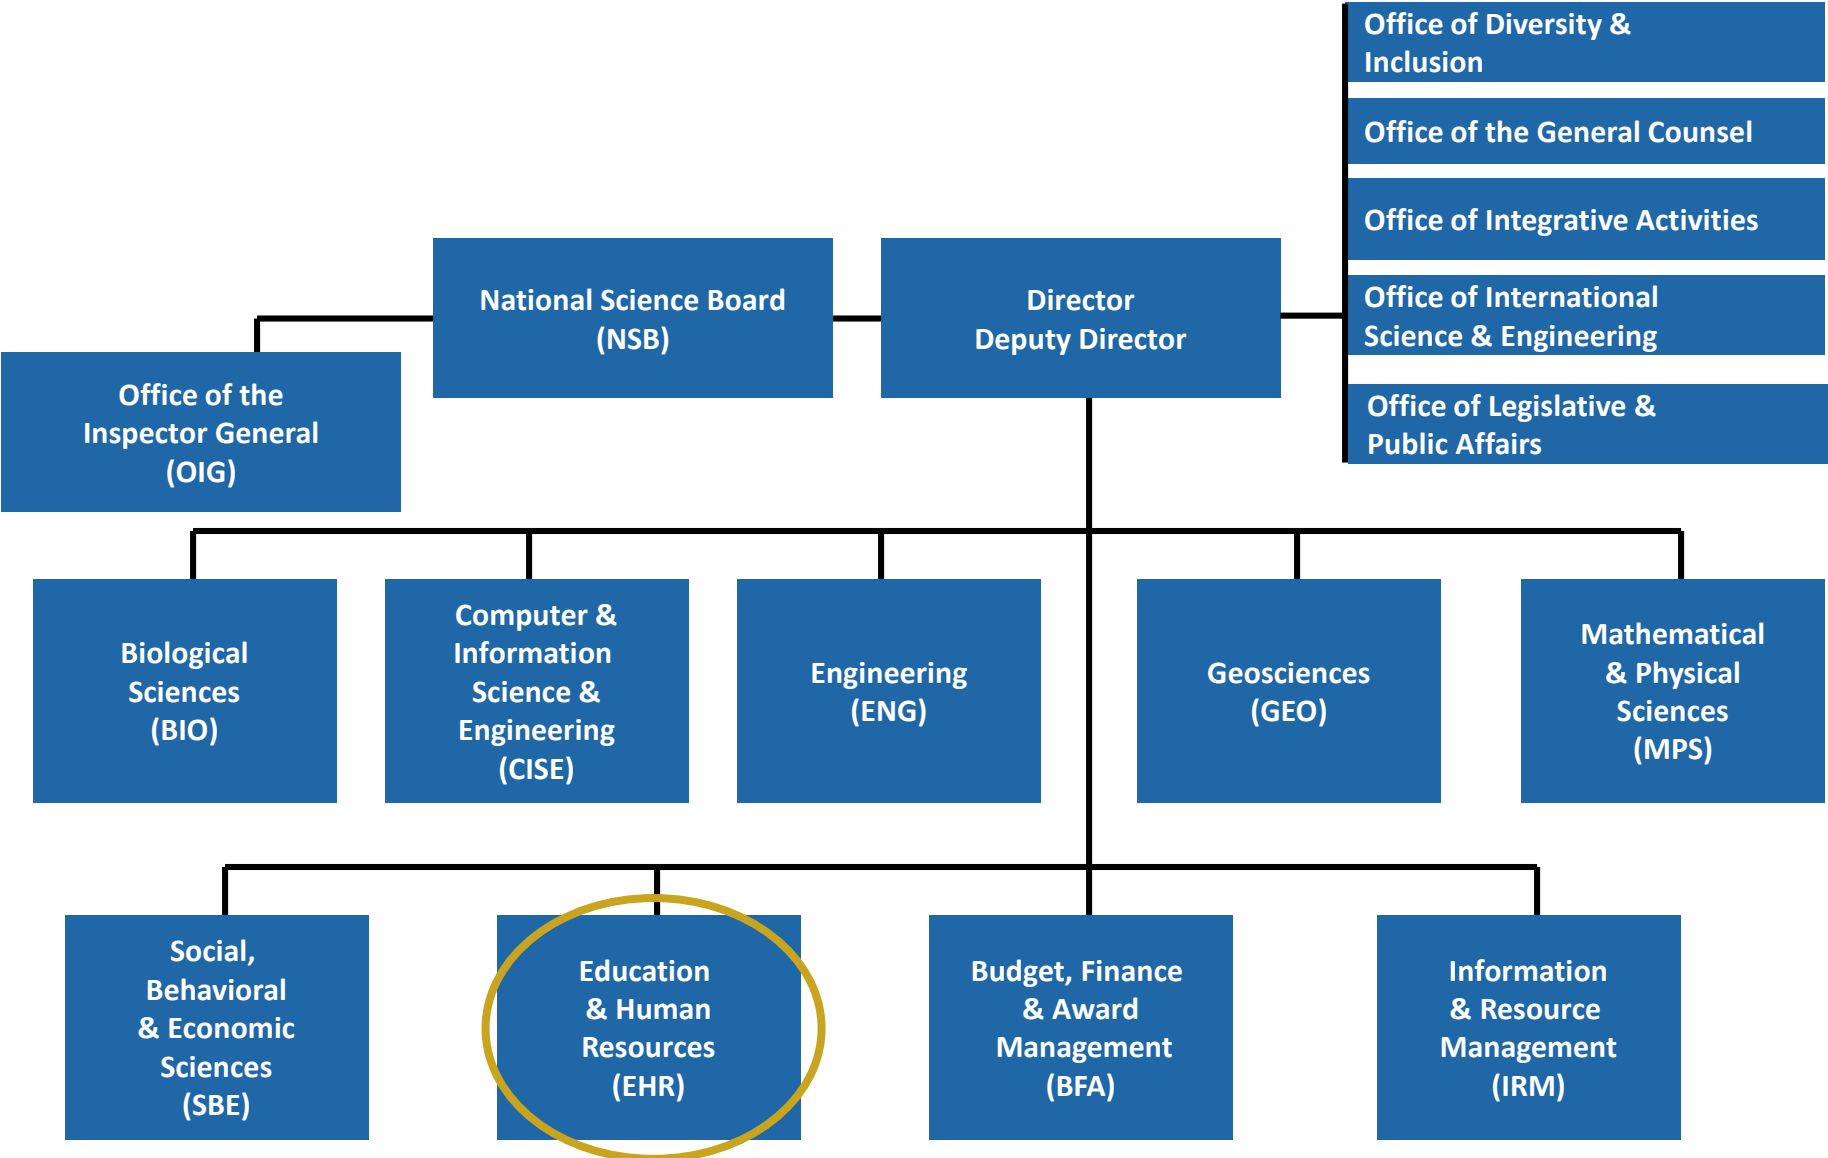 Office of Diversity &
Inclusion
Office of the General Counsel
Office of Integrative Activities
Office of International
Science & Engineering
Office of Legislative &
Public Affairs
National Science Board
(NSB)
Director
Deputy Director
Office of the
Inspector General
(OIG)
Biological
Sciences
(BIO)
Computer &
Information
Science &
Engineering
(CISE)
Engineering
(ENG)
Geosciences
(GEO)
Mathematical
& Physical
Sciences
(MPS)
Social,
Behavioral
& Economic
Sciences
(SBE)
Education
& Human
Resources
(EHR)
Budget, Finance
& Award
Management
(BFA)
Information
& Resource
Management
(IRM)